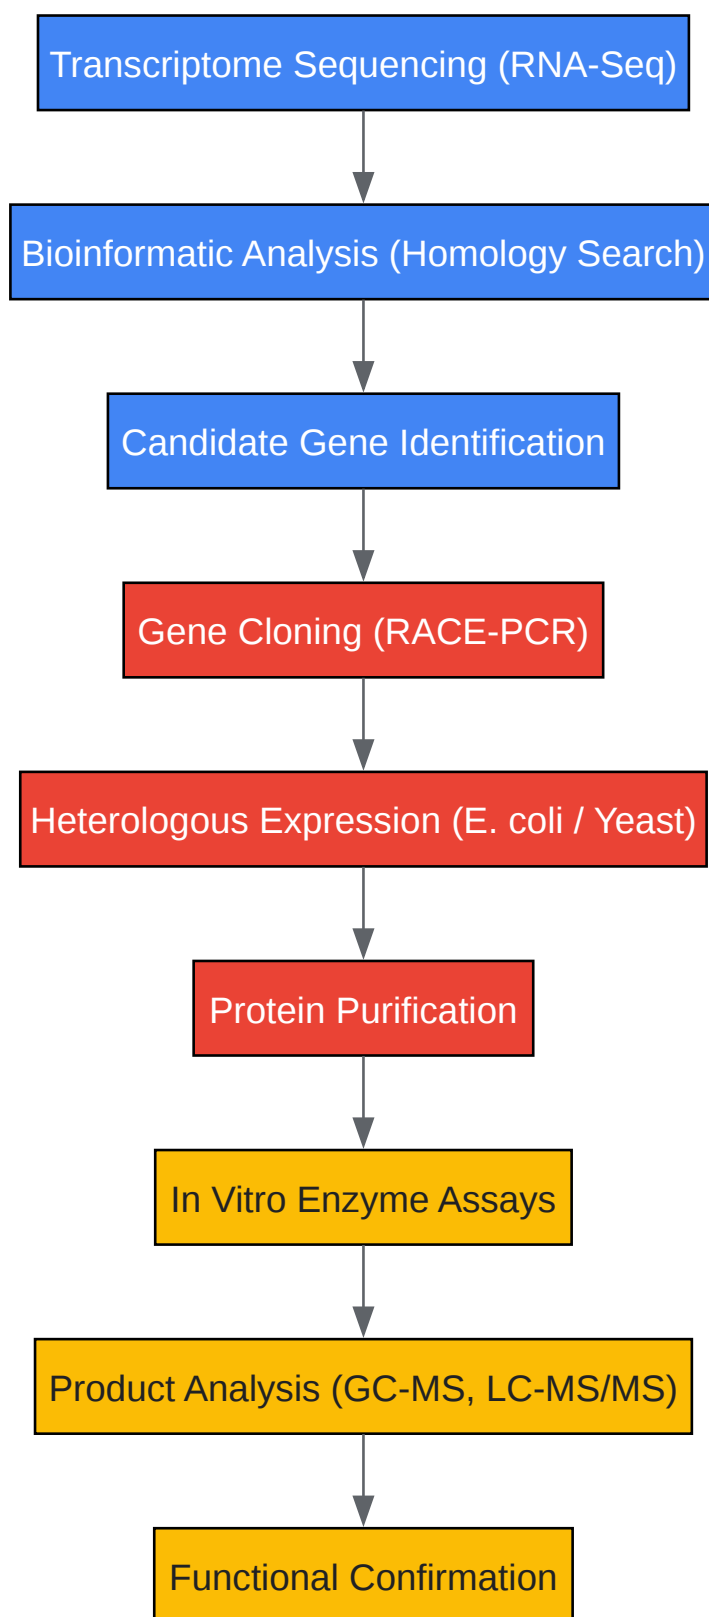 Transcriptome Sequencing (RNA-Seq)
Bioinformatic Analysis (Homology Search)
Candidate Gene Identification
Gene Cloning (RACE-PCR)
Heterologous Expression (E. coli / Yeast)
Protein Purification
In Vitro Enzyme Assays
Product Analysis (GC-MS, LC-MS/MS)
Functional Confirmation